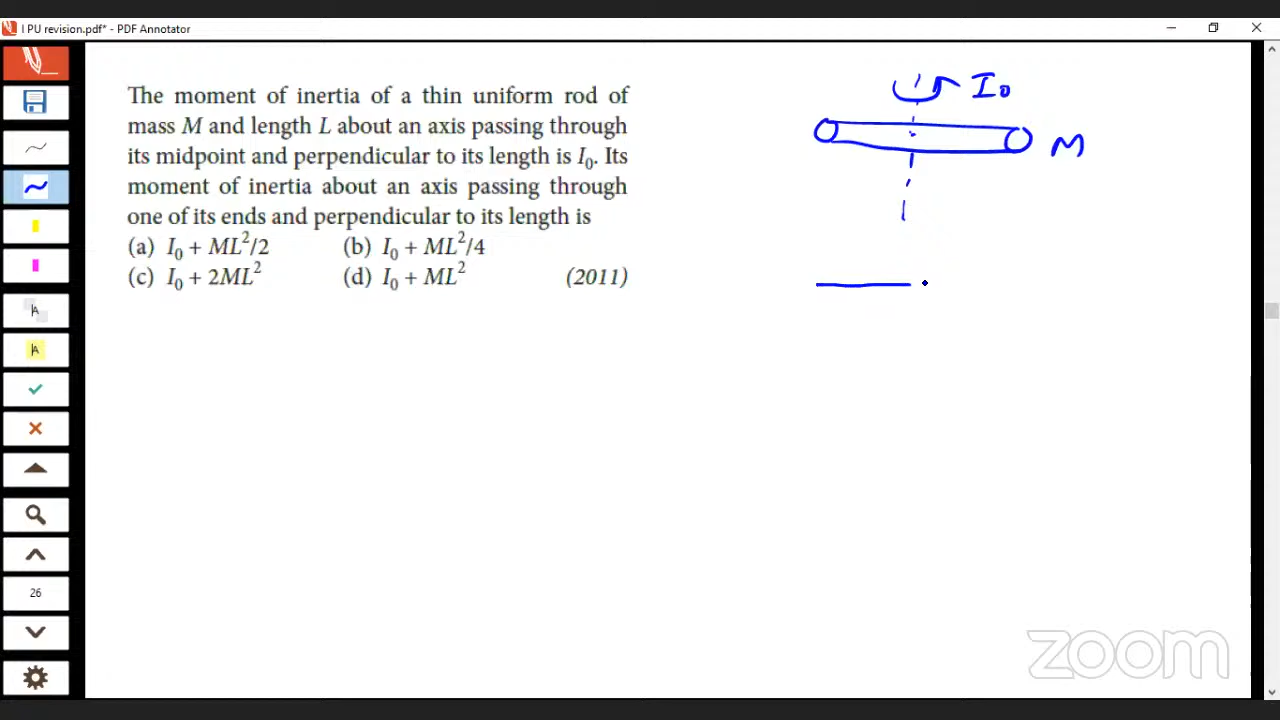 I PU revision.pdf* - PDF Annotator
The moment of inertia of a thin uniform rod of
mass M and length L about an axis passing through
its midpoint and perpendicular to its length is I₀. Its
moment of inertia about an axis passing through
one of its ends and perpendicular to its length is
(a) I₀ + ML²/2 (b) I₀ + ML²/4
(c) I₀ + 2ML² (d) I₀ + ML² (2011)
I₀
M
A
A
26
zoom